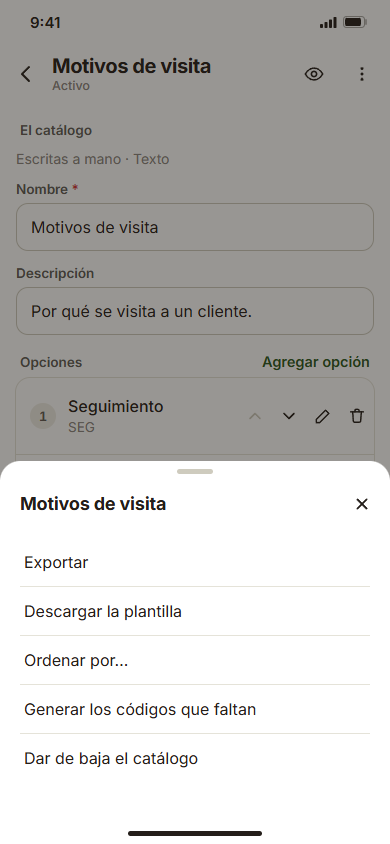 9:41
Motivos de visita
Activo
El catálogo
Escritas a mano · Texto
Nombre *
Motivos de visita
Descripción
Por qué se visita a un cliente.
Opciones
Agregar opción
1
Seguimiento
SEG
Motivos de visita
Exportar
Descargar la plantilla
Ordenar por...
Generar los códigos que faltan
Dar de baja el catálogo